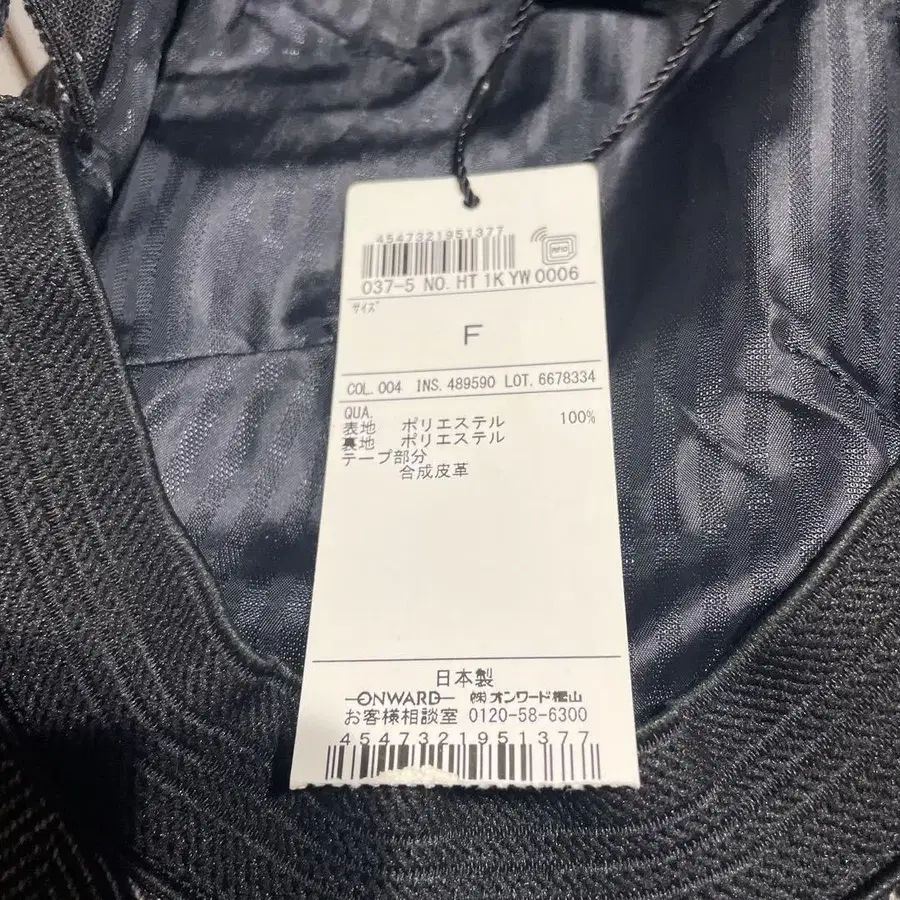 4547321951377
RFID
037-5 NO. HT 1K YW 0006
サイズ
F
COL. 004 INS. 489590 LOT. 6678334
QUA.
表地 ポリエステル 100%
裏地 ポリエステル
テープ部分
合成皮革
日本製
ONWARD ㈱オンワード樫山
お客様相談室 0120-58-6300
4547321951377